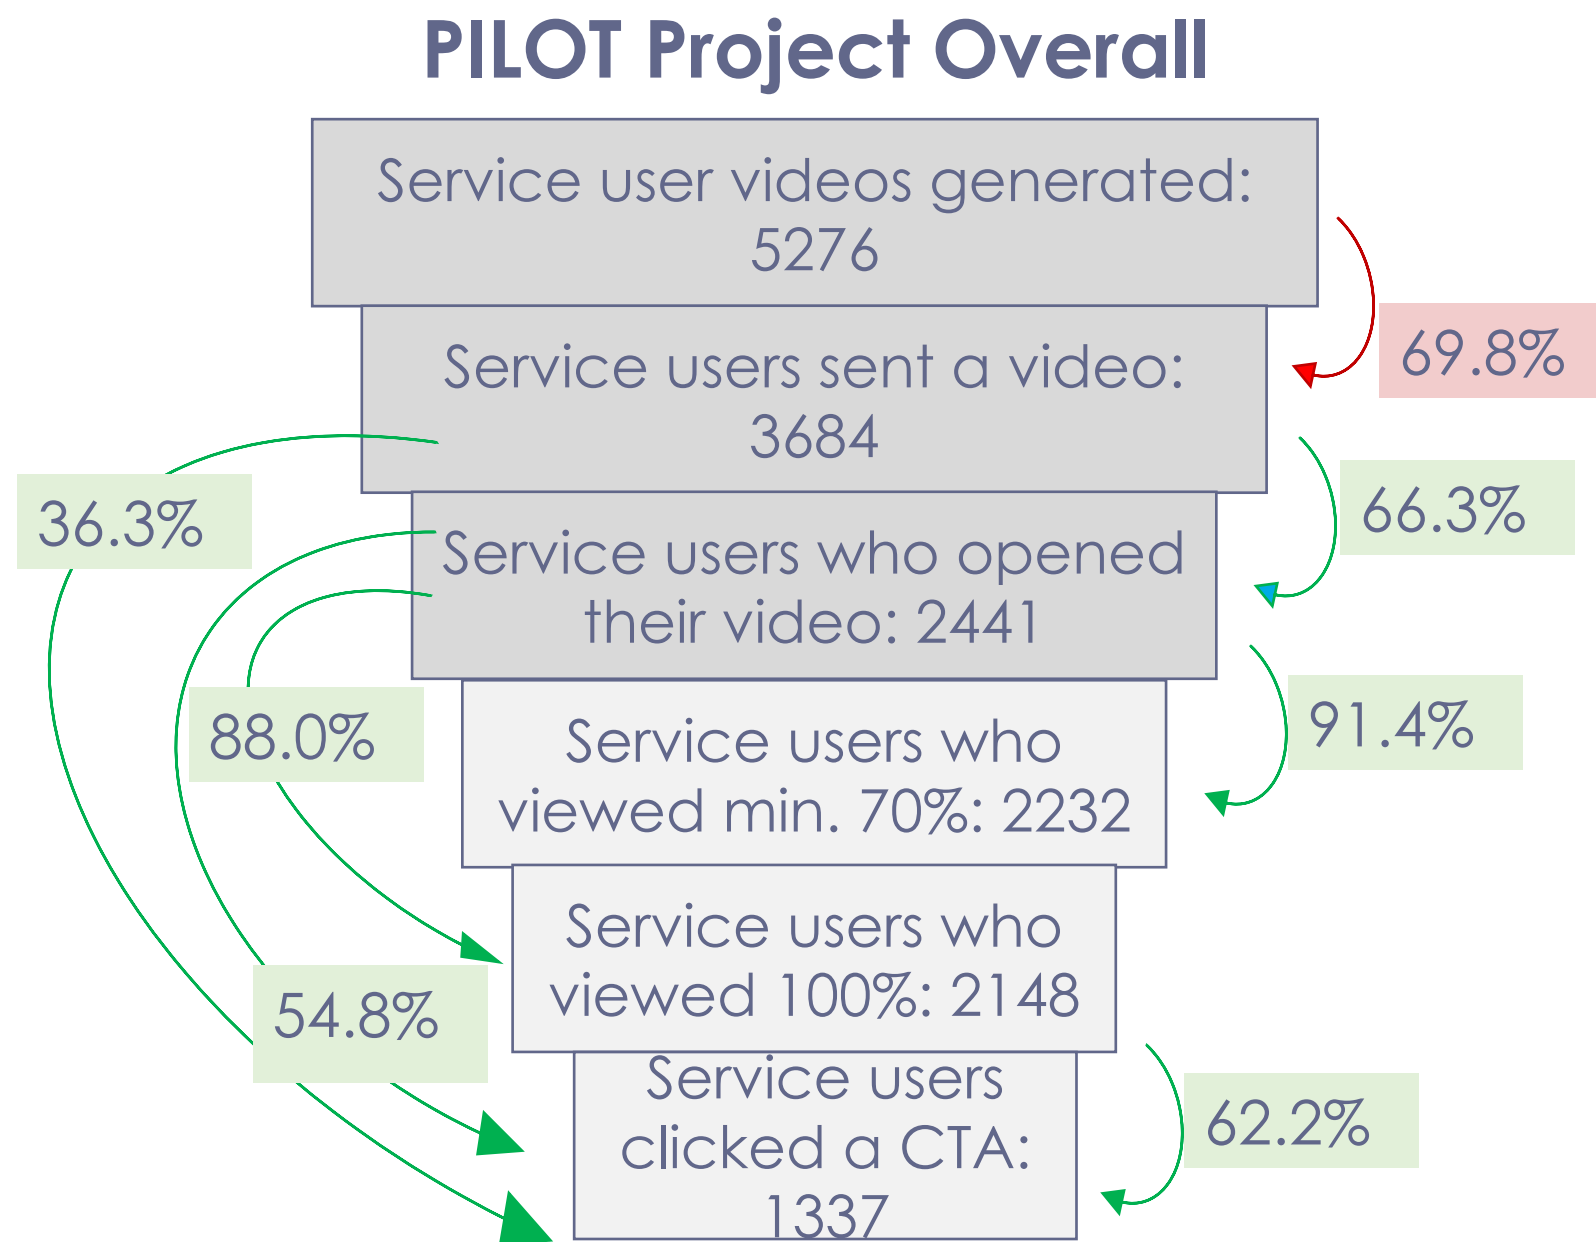 PILOT Project Overall
Service user videos generated:
5276
69.8%
Service users sent a video:
3684
36.3%
66.3%
Service users who opened
their video: 2441
88.0%
91.4%
Service users who
viewed min. 70%: 2232
Service users who
viewed 100%: 2148
54.8%
Service users
clicked a CTA:
1337
62.2%